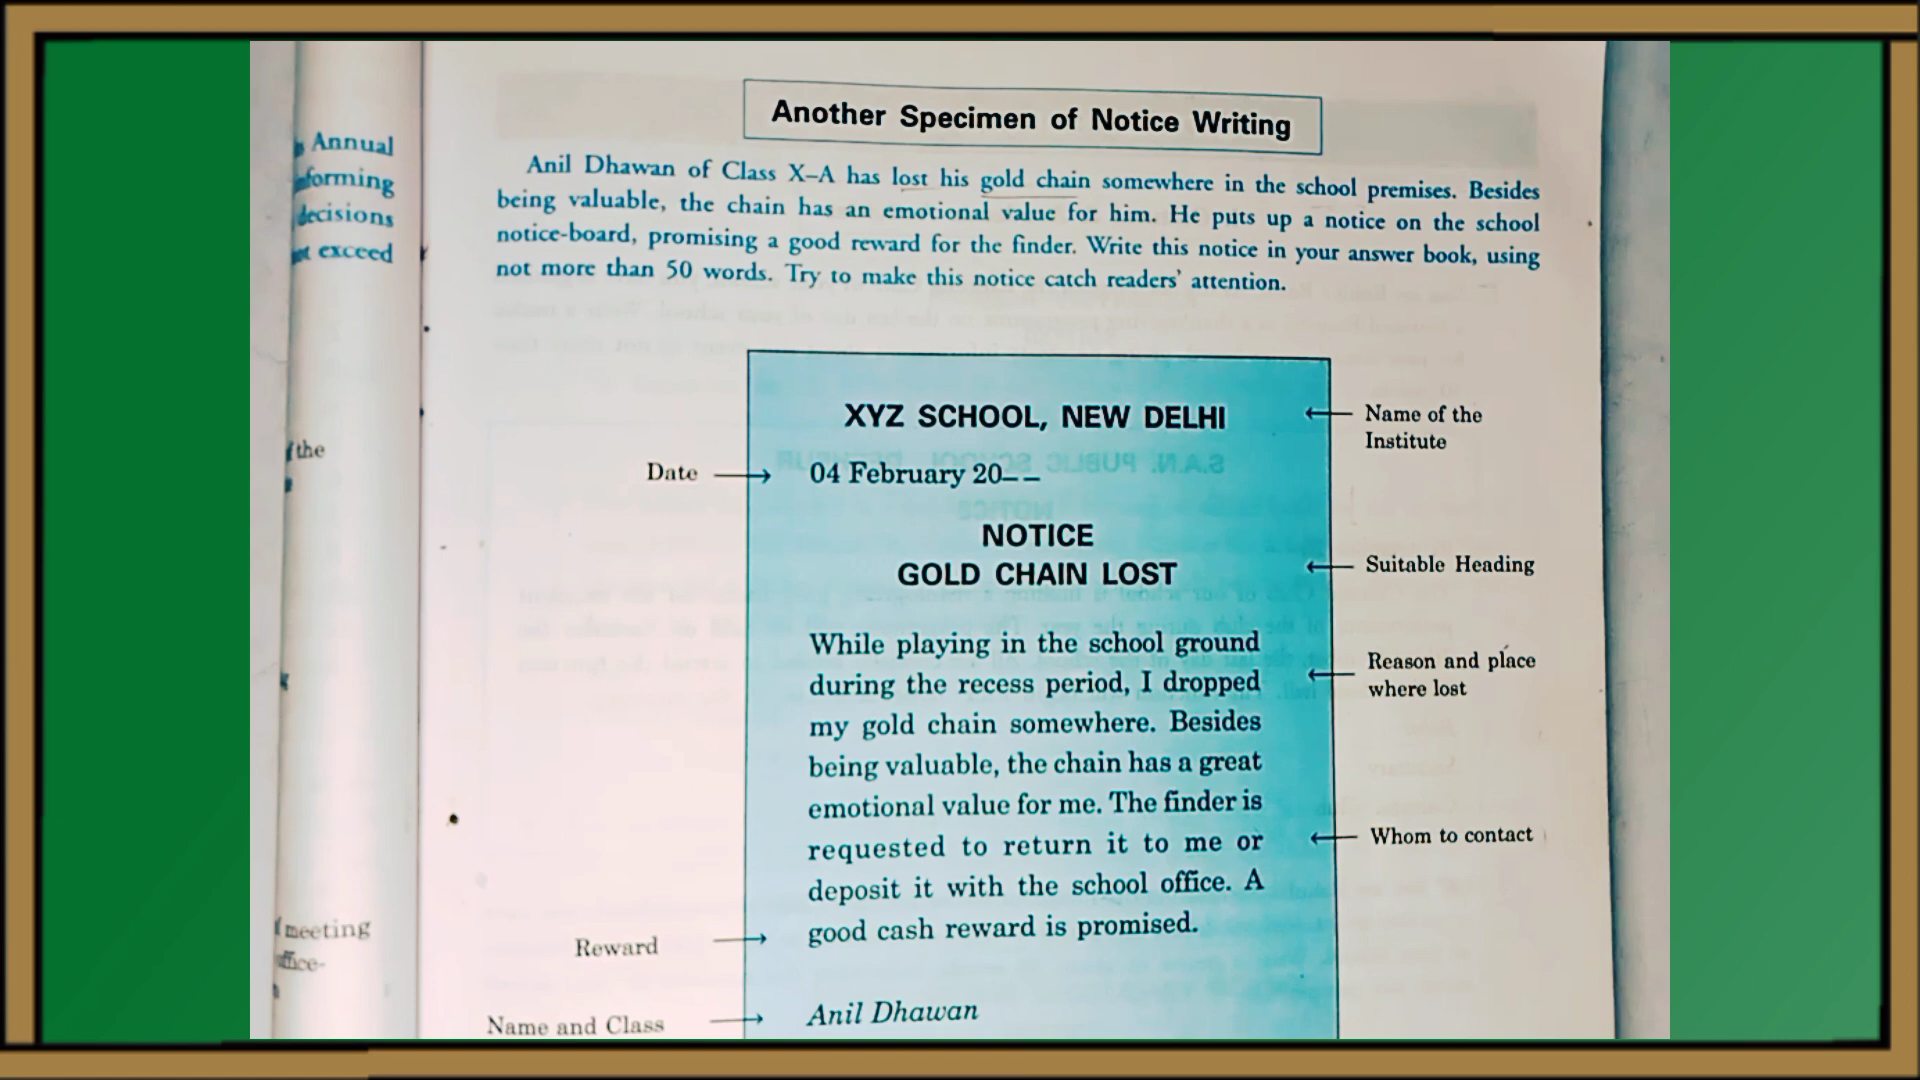 Annual
decisions
exceed
the
meeting
Another Specimen of Notice Writing
Anil Dhawan of Class X–A has lost his gold chain somewhere in the school premises. Besides
being valuable, the chain has an emotional value for him. He puts up a notice on the school
notice-board, promising a good reward for the finder. Write this notice in your answer book, using
not more than 50 words. Try to make this notice catch readers' attention.
XYZ SCHOOL, NEW DELHI
Name of the
Institute
Date
04 February 20– –
NOTICE
GOLD CHAIN LOST
Suitable Heading
While playing in the school ground
during the recess period, I dropped
my gold chain somewhere. Besides
being valuable, the chain has a great
emotional value for me. The finder is
requested to return it to me or
deposit it with the school office. A
good cash reward is promised.
Reason and place
where lost
Whom to contact
Reward
Name and Class
Anil Dhawan